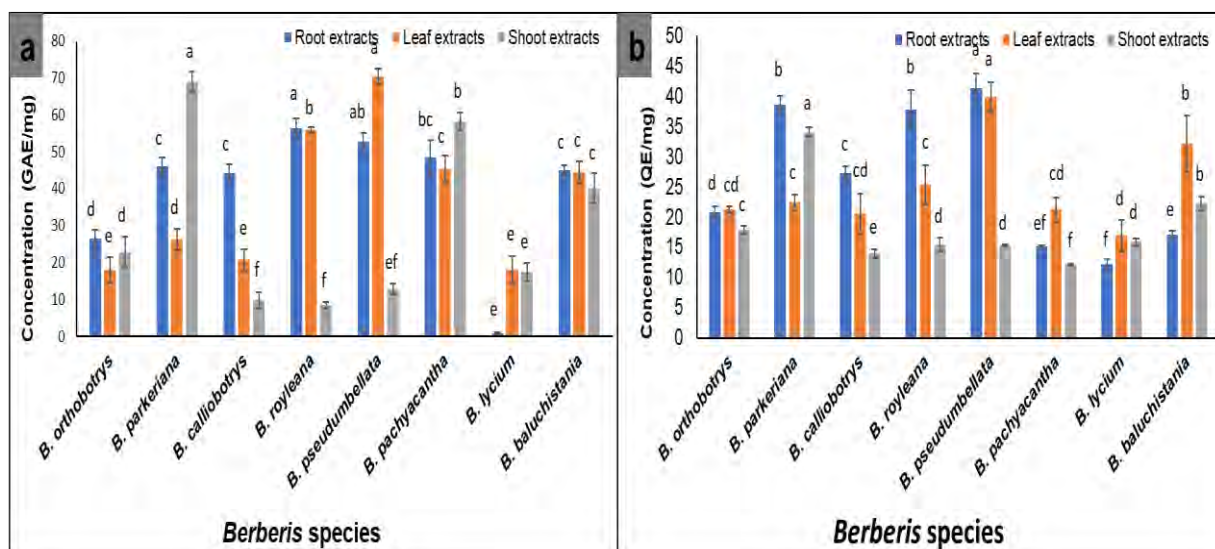 a
Root extracts Leaf extracts Shoot extracts
Concentration (GAE/mg)
80
70
60
50
40
30
20
10
0
d e d
c d a
c e f
a b f
ab a ef
bc c b
e d d
c c c
B. orthobotrys
B. parkeriana
B. calliobotrys
B. royleana
B. pseudumbellata
B. pachyacantha
B. lycium
B. baluchistania
Berberis species
b
Root extracts Leaf extracts Shoot extracts
Concentration (QE/mg)
50
45
40
35
30
25
20
15
10
5
0
d cd c
b c a
c cd e
b c d
a a d
ef cd f
f d d
e b b
B. orthobotrys
B. parkeriana
B. calliobotrys
B. royleana
B. pseudumbellata
B. pachyacantha
B. lycium
B. baluchistania
Berberis species